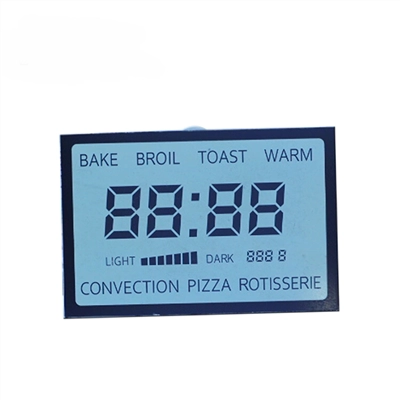 BAKE BROIL TOAST WARM
88:88
LIGHT DARK 888 8
CONVECTION PIZZA ROTISSERIE